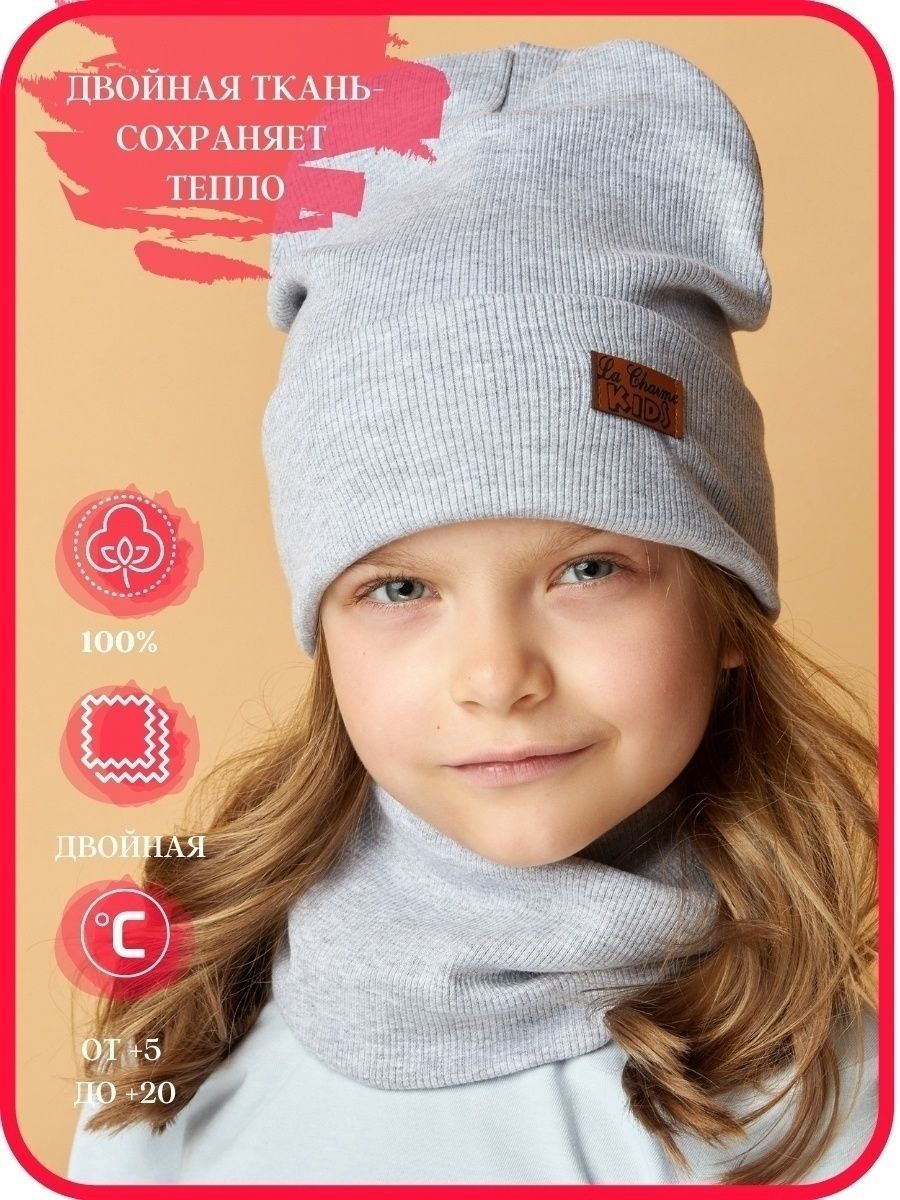 ДВОЙНАЯ ТКАНЬ-
СОХРАНЯЕТ
ТЕПЛО
La Charme
KIDS
100%
ДВОЙНАЯ
°C
ОТ +5
ДО +20